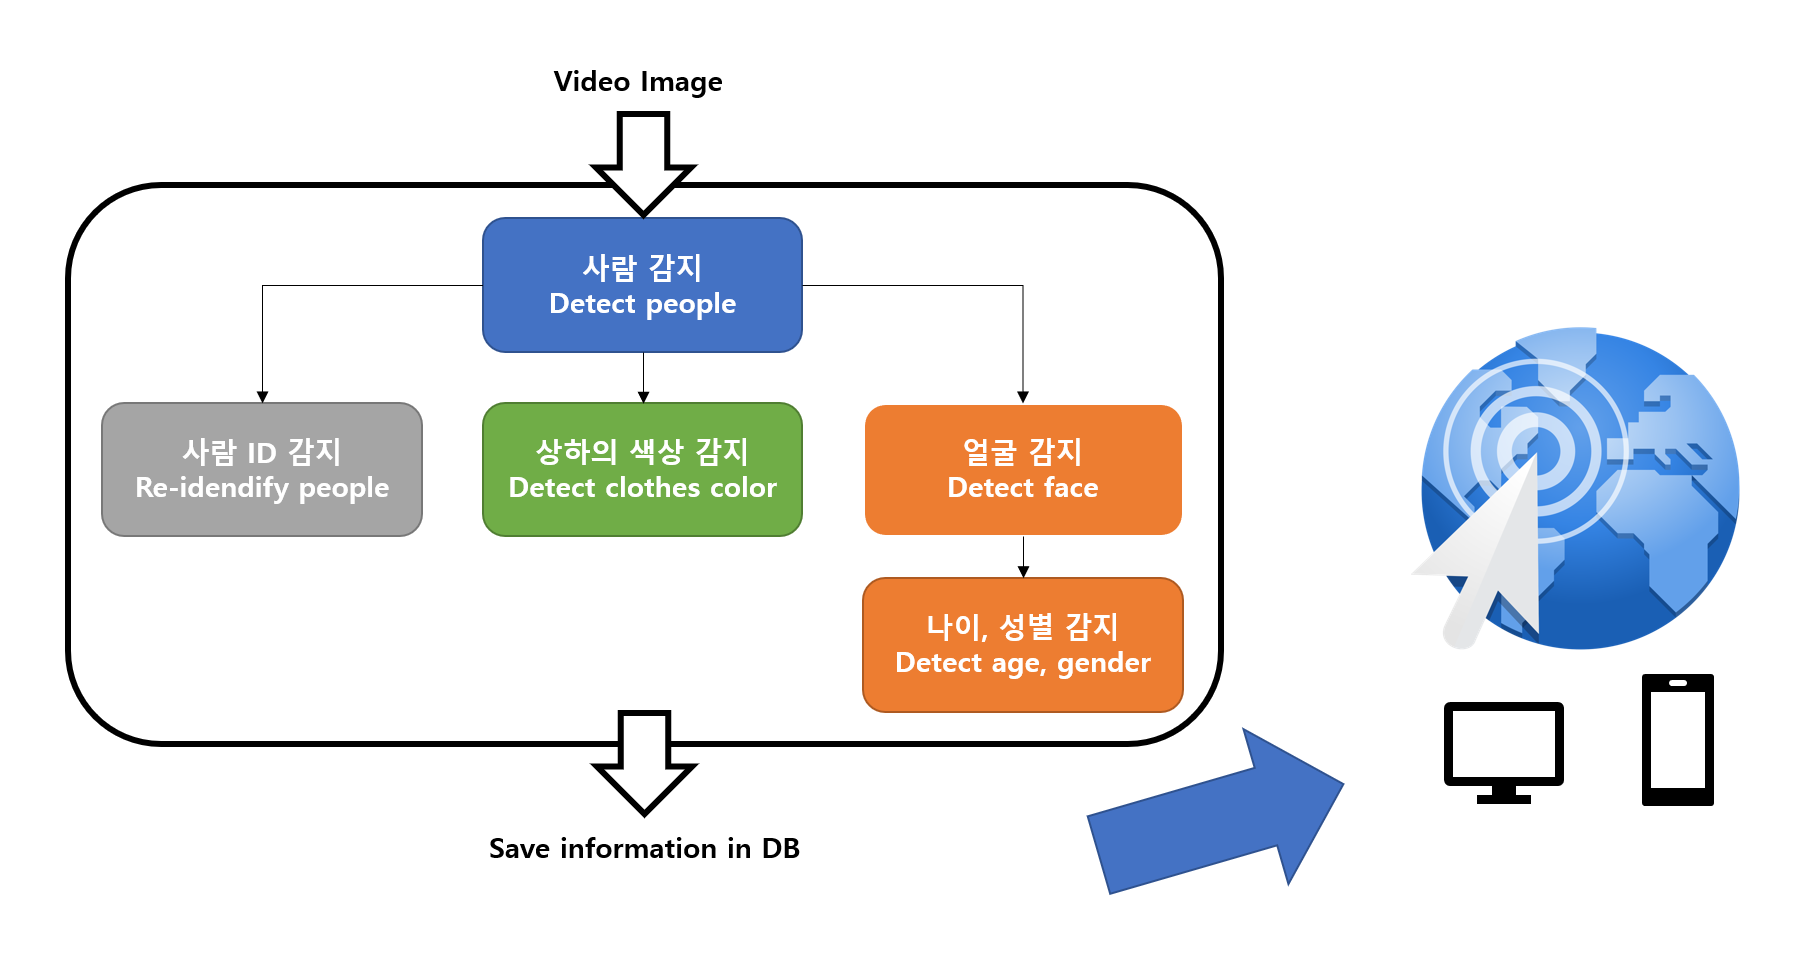 Video Image
사람 감지
Detect people
사람 ID 감지
Re-idendify people
상하의 색상 감지
Detect clothes color
얼굴 감지
Detect face
나이, 성별 감지
Detect age, gender
Save information in DB